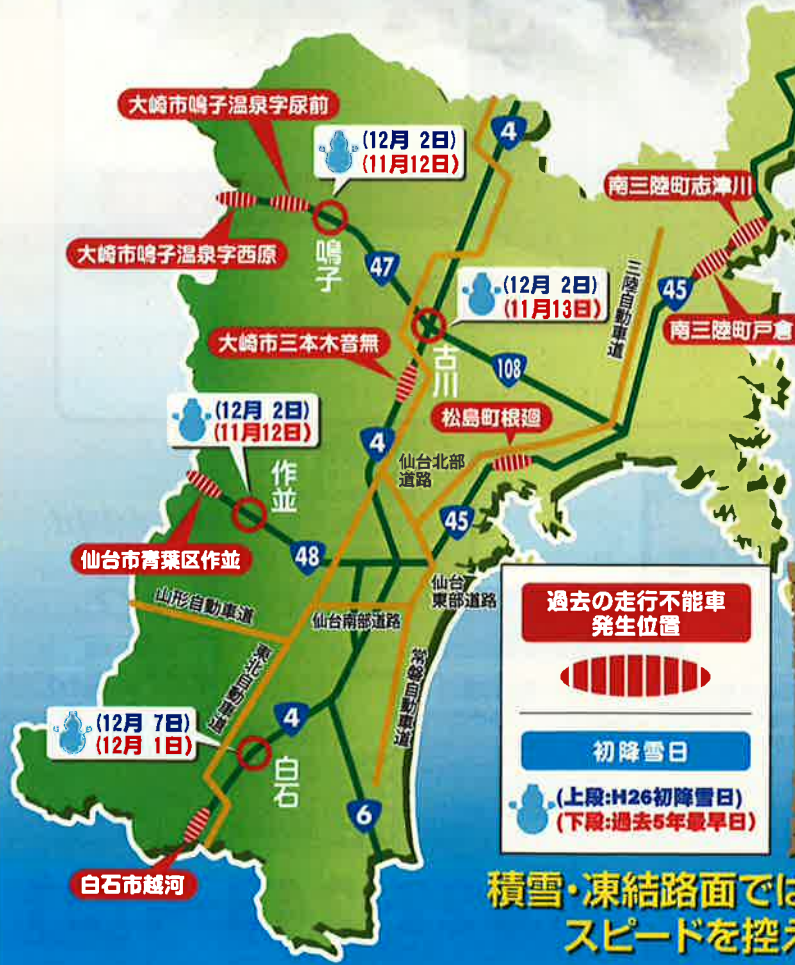 大崎市鳴子温泉字尿前
(12月 2日)
(11月12日)
4
南三陸町志津川
大崎市鳴子温泉字西原
鳴子
47
(12月 2日)
(11月13日)
三陸自動車道
45
南三陸町戸倉
大崎市三本木音無
古川
108
(12月 2日)
(11月12日)
松島町根廻
4
仙台北部
道路
作並
45
仙台市青葉区作並
48
仙台
東部道路
山形自動車道
仙台南部道路
東北自動車道
常磐自動車道
(12月 7日)
(12月 1日)
4
白石
6
白石市越河
過去の走行不能車
発生位置
初降雪日
(上段:H26初降雪日)
(下段:過去5年最早日)
積雪・凍結路面では
スピードを控え